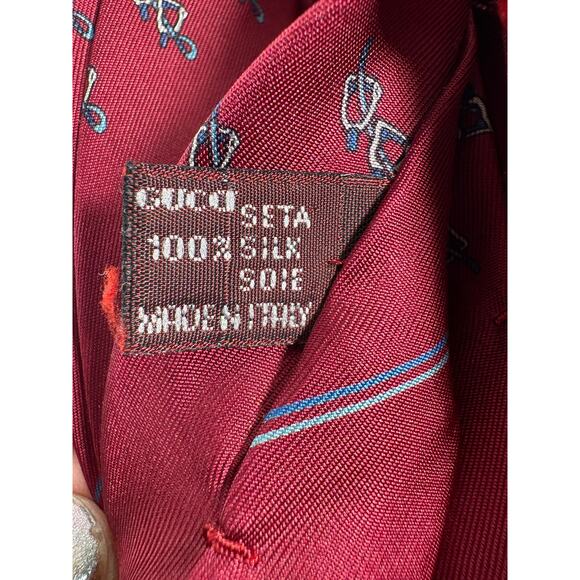 GUCCI SETA
100% SILK
SOIE
MADE IN ITALY